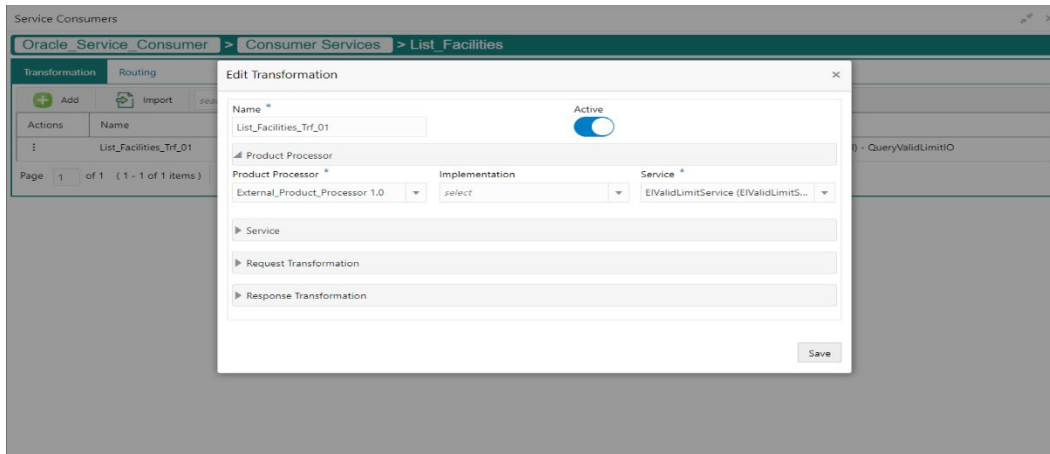 Service Consumers
Oracle_Service_Consumer > Consumer Services > List_Facilities
Transformation Routing
Edit Transformation ×
Add Import
Name * Active
List_Facilities_Trf_01
Actions Name
List_Facilities_Trf_01 - QueryValidLimitIO
Product Processor
Page 1 of 1 ( 1 - 1 of 1 items )
Product Processor * Implementation Service *
External_Product_Processor 1.0 select EIValidLimitService (EIValidLimitS...
Service
Request Transformation
Response Transformation
Save